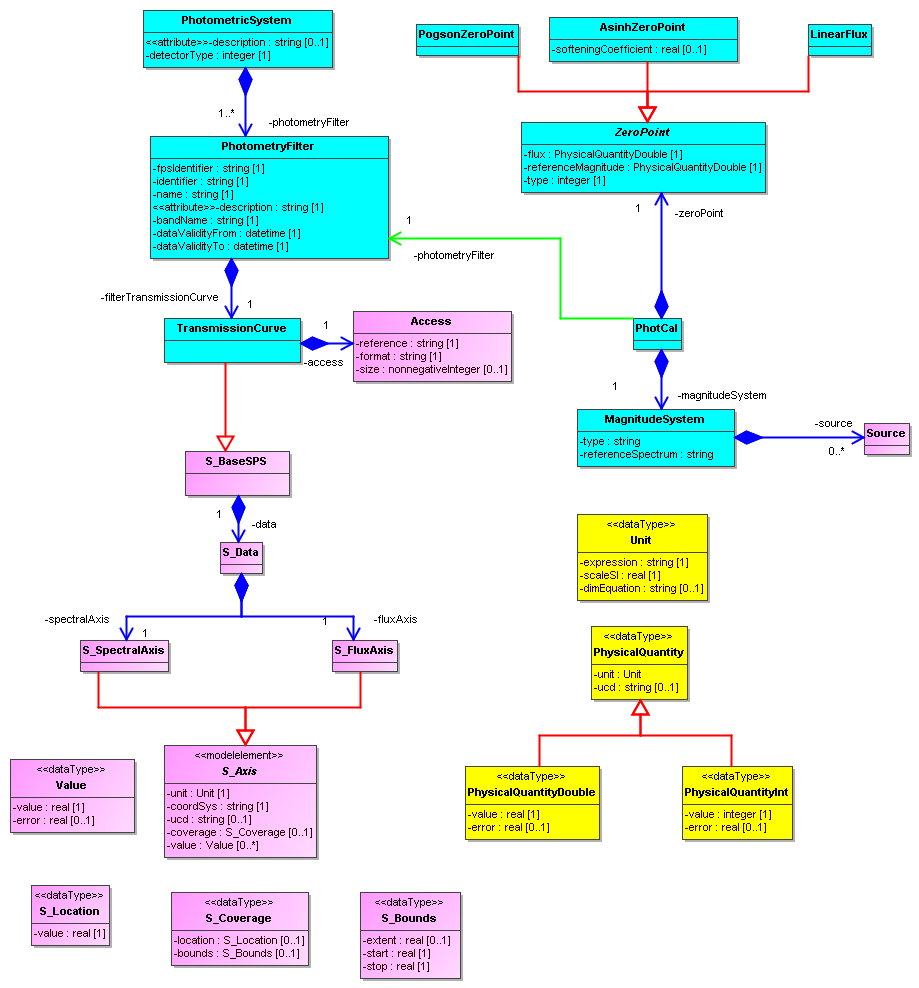 PhotometricSystem
<<attribute>>-description : string [0..1]
-detectorType : integer [1]
1..*
-photometryFilter
PhotometryFilter
-fpsIdentifier : string [1]
-identifier : string [1]
-name : string [1]
<<attribute>>-description : string [1]
-bandName : string [1]
-dataValidityFrom : datetime [1]
-dataValidityTo : datetime [1]
PogsonZeroPoint
AsinhZeroPoint
-softeningCoefficient : real [0..1]
LinearFlux
ZeroPoint
-flux : PhysicalQuantityDouble [1]
-referenceMagnitude : PhysicalQuantityDouble [1]
-type : integer [1]
1
-zeroPoint
1
-photometryFilter
-filterTransmissionCurve
1
TransmissionCurve
1
-access
Access
-reference : string [1]
-format : string [1]
-size : nonnegativeInteger [0..1]
PhotCal
1
-magnitudeSystem
MagnitudeSystem
-type : string
-referenceSpectrum : string
-source
0..*
Source
S_BaseSPS
1
-data
S_Data
-spectralAxis
1
1
-fluxAxis
S_SpectralAxis
S_FluxAxis
<<dataType>>
Unit
-expression : string [1]
-scaleSI : real [1]
-dimEquation : string [0..1]
<<dataType>>
PhysicalQuantity
-unit : Unit
-ucd : string [0..1]
<<dataType>>
Value
-value : real [1]
-error : real [0..1]
<<modelelement>>
S_Axis
-unit : Unit [1]
-coordSys : string [1]
-ucd : string [0..1]
-coverage : S_Coverage [0..1]
-value : Value [0..*]
<<dataType>>
PhysicalQuantityDouble
-value : real [1]
-error : real [0..1]
<<dataType>>
PhysicalQuantityInt
-value : integer [1]
-error : real [0..1]
<<dataType>>
S_Location
-value : real [1]
<<dataType>>
S_Coverage
-location : S_Location [0..1]
-bounds : S_Bounds [0..1]
<<dataType>>
S_Bounds
-extent : real [0..1]
-start : real [1]
-stop : real [1]